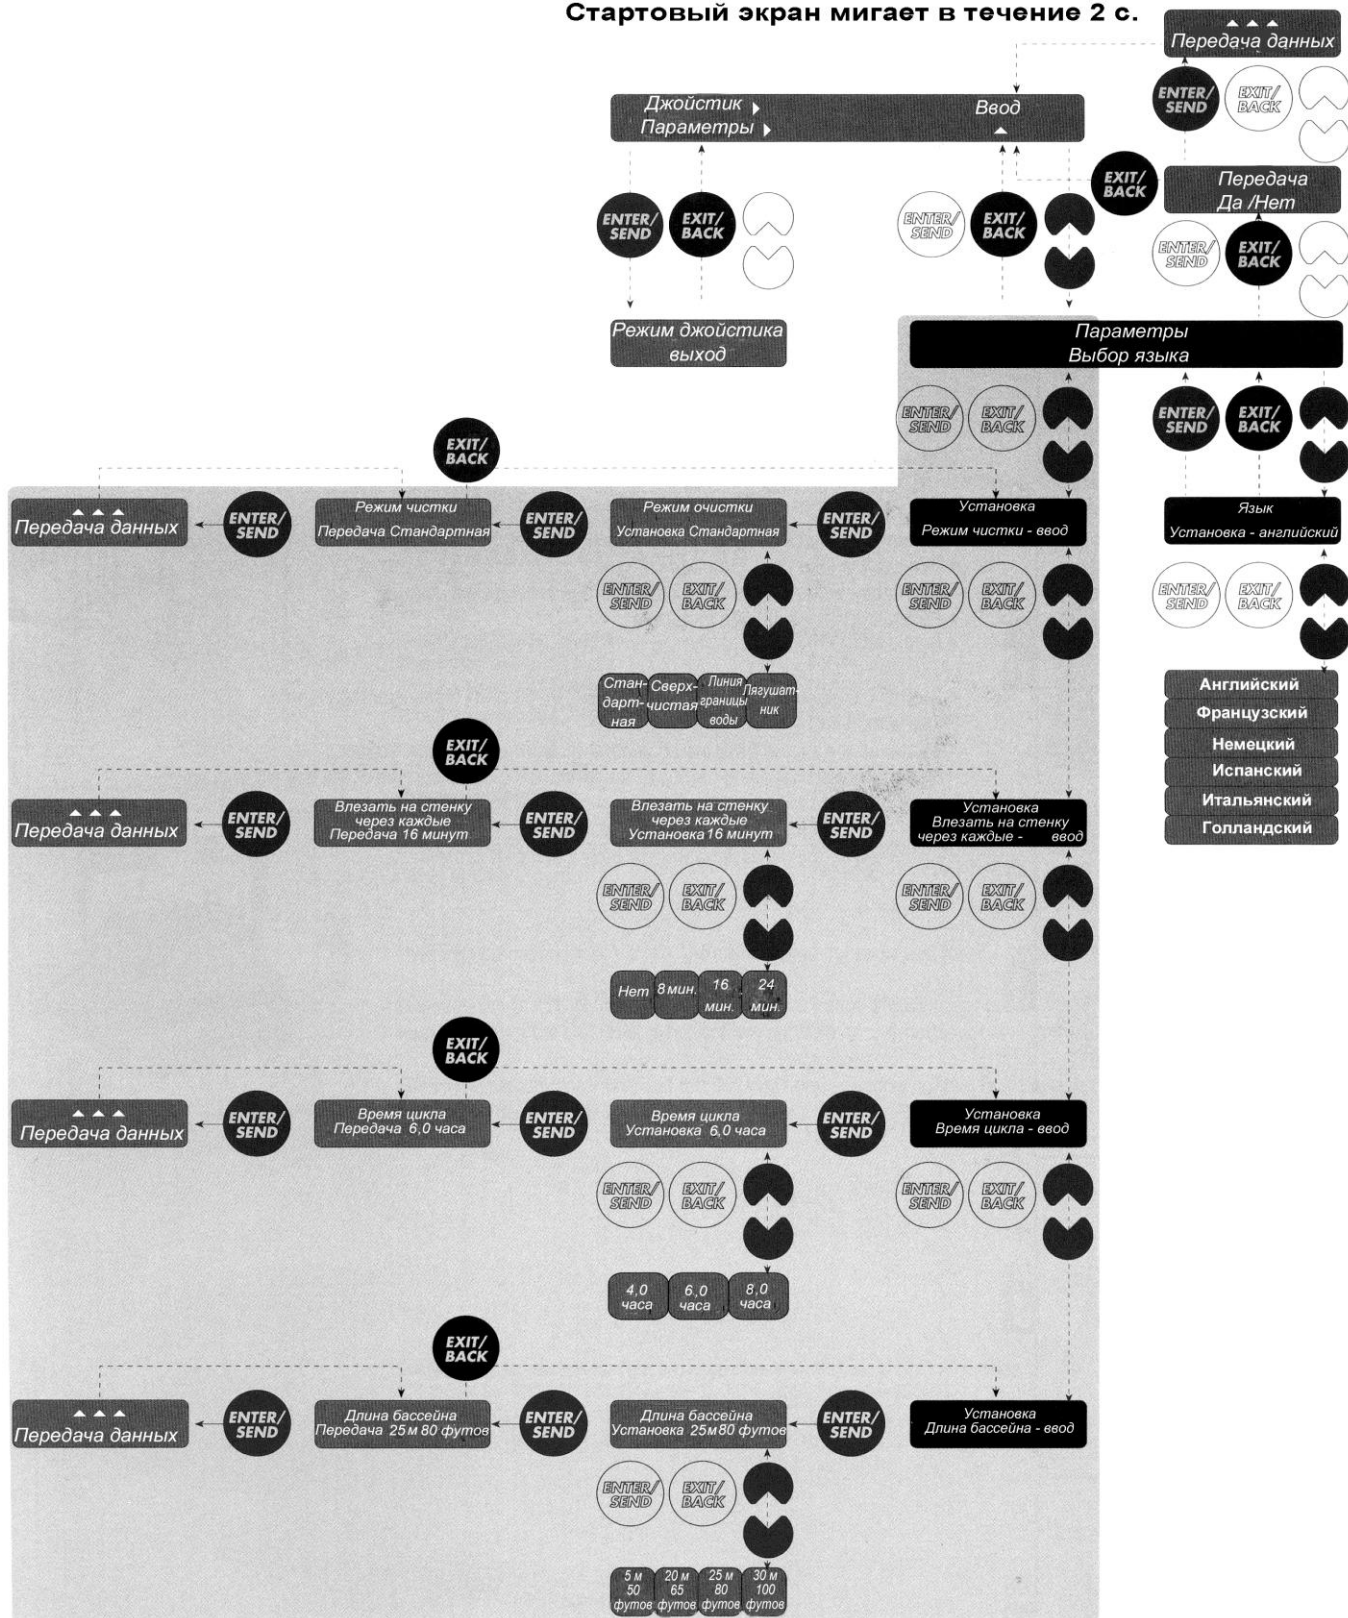 Стартовый экран мигает в течение 2 с.
Передача данных
ENTER/
SEND
EXIT/
BACK
Джойстик
Параметры
Ввод
EXIT/
BACK
Передача
Да /Нет
ENTER/
SEND
EXIT/
BACK
ENTER/
SEND
EXIT/
BACK
ENTER/
SEND
EXIT/
BACK
Режим джойстика
выход
Параметры
Выбор языка
ENTER/
SEND
EXIT/
BACK
ENTER/
SEND
EXIT/
BACK
EXIT/
BACK
Передача данных
ENTER/
SEND
Режим чистки
Передача Стандартная
ENTER/
SEND
Режим очистки
Установка Стандартная
ENTER/
SEND
Установка
Режим чистки - ввод
Язык
Установка - английский
ENTER/
SEND
EXIT/
BACK
ENTER/
SEND
EXIT/
BACK
ENTER/
SEND
EXIT/
BACK
Стан-
дарт-
ная
Сверх-
чистая
Линия
границы
воды
Лягушат-
ник
Английский
Французский
Немецкий
Испанский
Итальянский
Голландский
EXIT/
BACK
Передача данных
ENTER/
SEND
Влезать на стенку
через каждые
Передача 16 минут
ENTER/
SEND
Влезать на стенку
через каждые
Установка 16 минут
ENTER/
SEND
Установка
Влезать на стенку
через каждые - ввод
ENTER/
SEND
EXIT/
BACK
ENTER/
SEND
EXIT/
BACK
Нет
8 мин.
16
мин.
24
мин.
EXIT/
BACK
Передача данных
ENTER/
SEND
Время цикла
Передача 6,0 часа
ENTER/
SEND
Время цикла
Установка 6,0 часа
ENTER/
SEND
Установка
Время цикла - ввод
ENTER/
SEND
EXIT/
BACK
ENTER/
SEND
EXIT/
BACK
4,0
часа
6,0
часа
8,0
часа
EXIT/
BACK
Передача данных
ENTER/
SEND
Длина бассейна
Передача 25 м 80 футов
ENTER/
SEND
Длина бассейна
Установка 25 м 80 футов
ENTER/
SEND
Установка
Длина бассейна - ввод
ENTER/
SEND
EXIT/
BACK
5 м
50
футов
20 м
65
футов
25 м
80
футов
30 м
100
футов